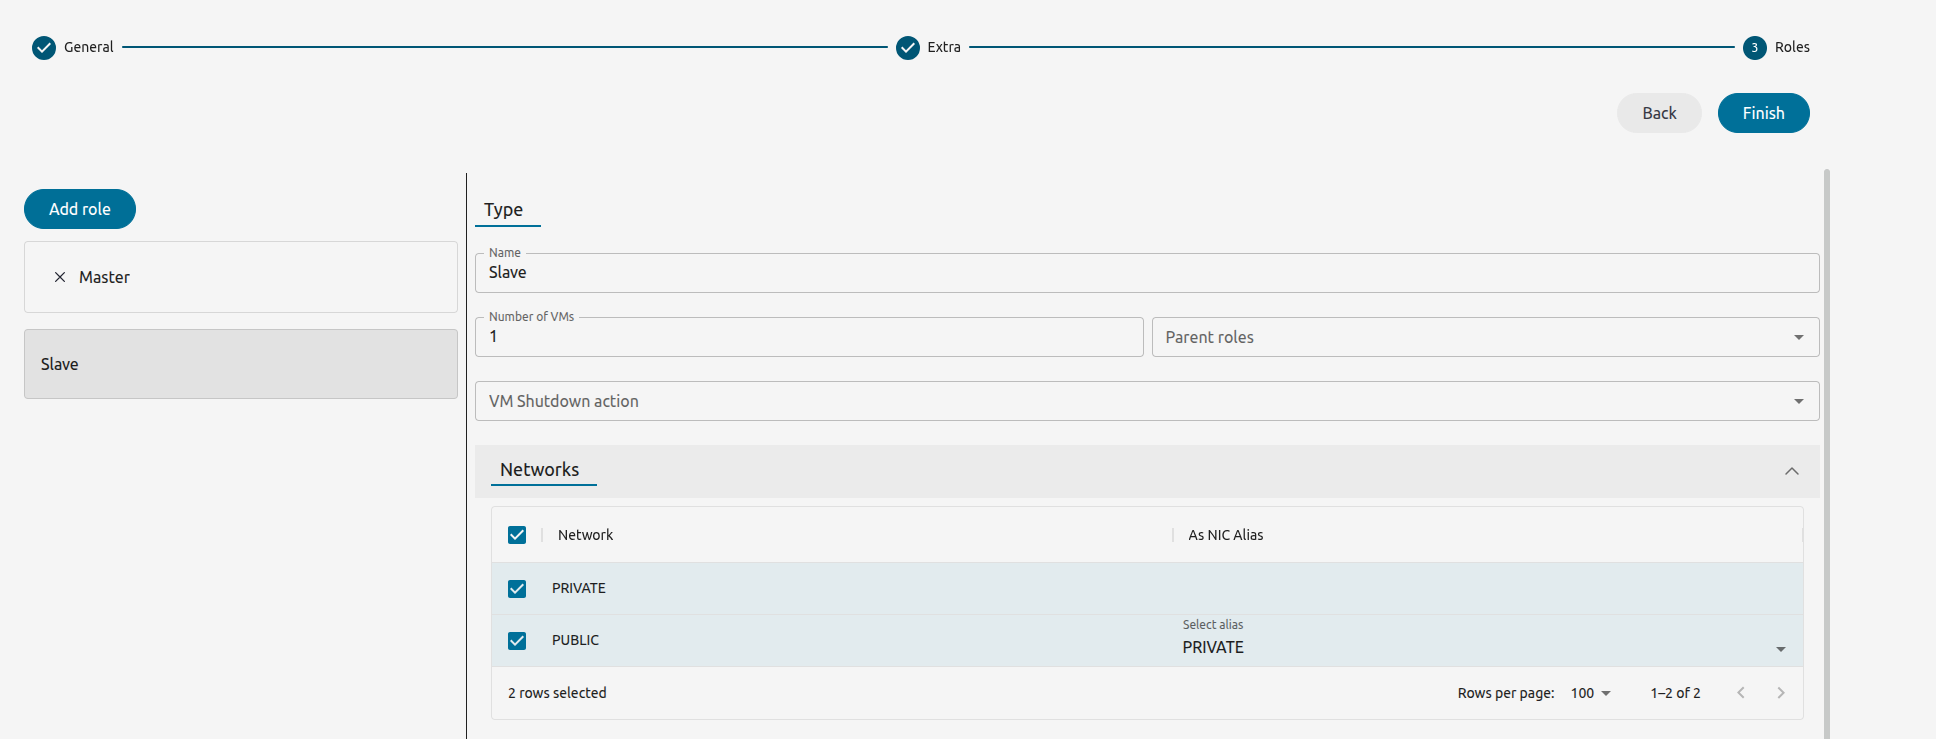 General
Extra
3 Roles
Back
Finish
Add role
Master
Slave
Type
Name
Slave
Number of VMs
1
Parent roles
VM Shutdown action
Networks
Network
As NIC Alias
PRIVATE
PUBLIC
Select alias
PRIVATE
2 rows selected
Rows per page: 100
1–2 of 2